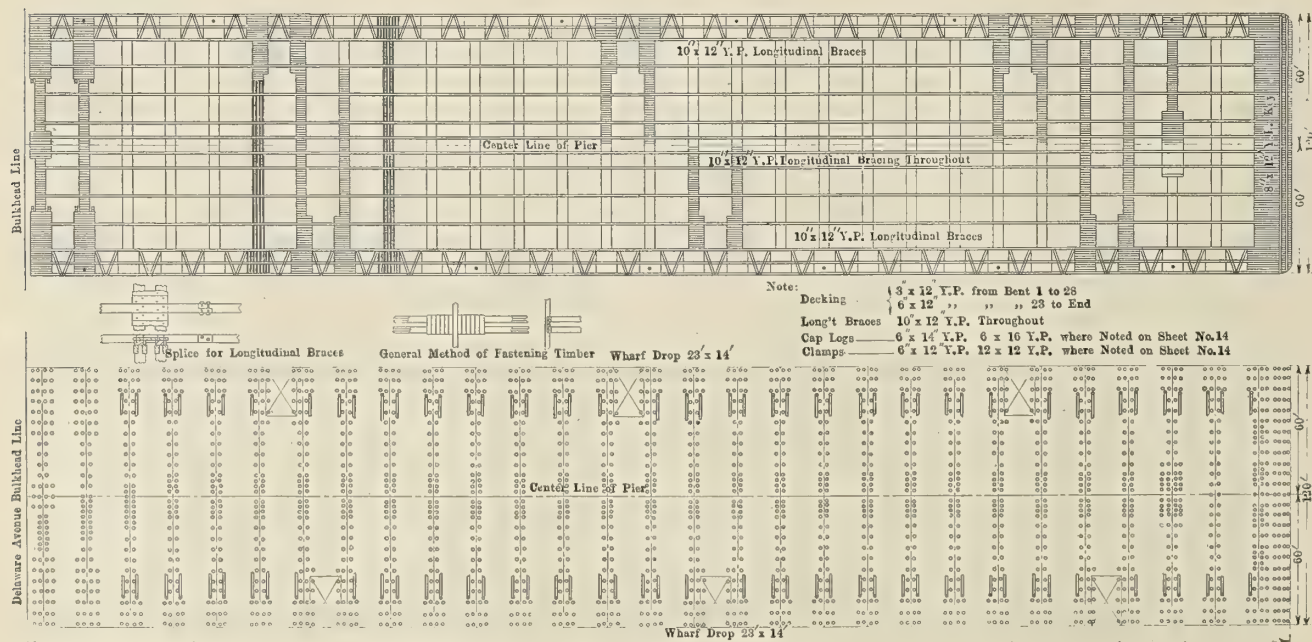 10" x 12" Y.P. Longitudinal Braces
60'
Bulkhead Line
Center Line of Pier
10" x 12" Y.P. Longitudinal Bracing Throughout
60'
10" x 12" Y.P. Longitudinal Braces
Note:
Decking { 3" x 12" Y.P. from Bent 1 to 28
6" x 12" ,, ,, ,, 23 to End
Long't Braces 10" x 12" Y.P. Throughout
Cap Logs 6" x 14" Y.P. 6 x 16 Y.P. where Noted on Sheet No.14
Clamps 6" x 12" Y.P. 12 x 12 Y.P. where Noted on Sheet No.14
Splice for Longitudinal Braces
General Method of Fastening Timber
Wharf Drop 23' x 14'
Delaware Avenue Bulkhead Line
60'
Center Line of Pier
120'
60'
Wharf Drop 23' x 14'